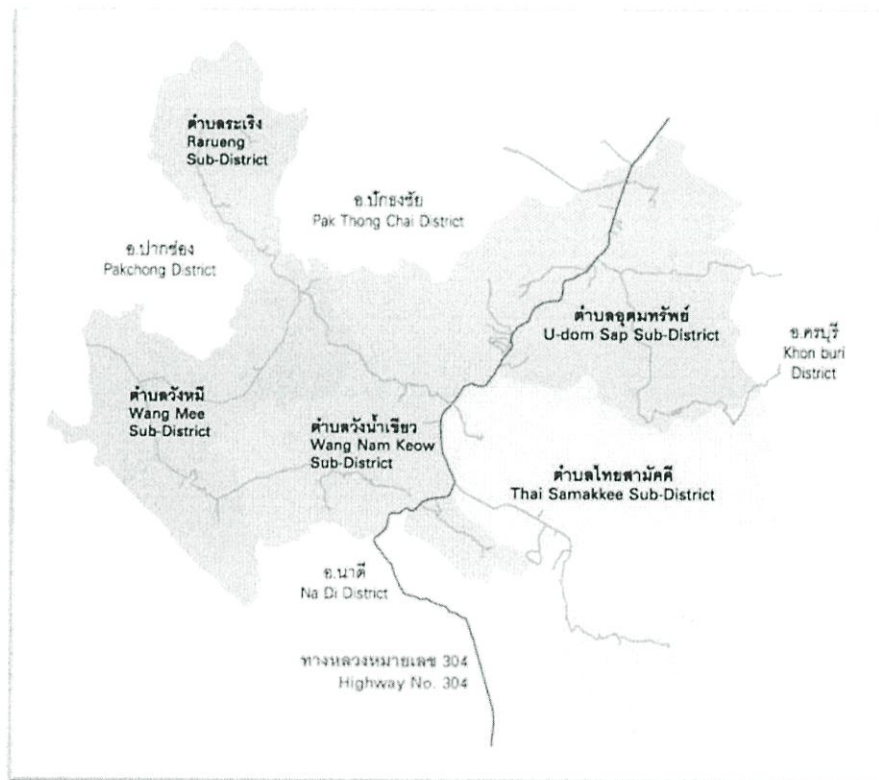 ตำบลระเริง
Rarueng
Sub-District
อ.ปักธงชัย
Pak Thong Chai District
อ.ปากช่อง
Pakchong District
ตำบลอุดมทรัพย์
U-dom Sap Sub-District
อ.ครบุรี
Khon buri
District
ตำบลวังหมี
Wang Mee
Sub-District
ตำบลวังน้ำเขียว
Wang Nam Keow
Sub-District
ตำบลไทยสามัคคี
Thai Samakkee Sub-District
อ.นาดี
Na Di District
ทางหลวงหมายเลข 304
Highway No. 304